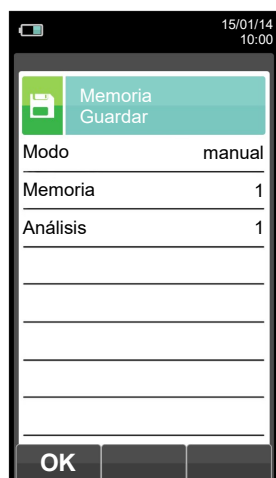 15/01/14
10:00
Memoria
Guardar
Modo manual
Memoria 1
Análisis 1
OK